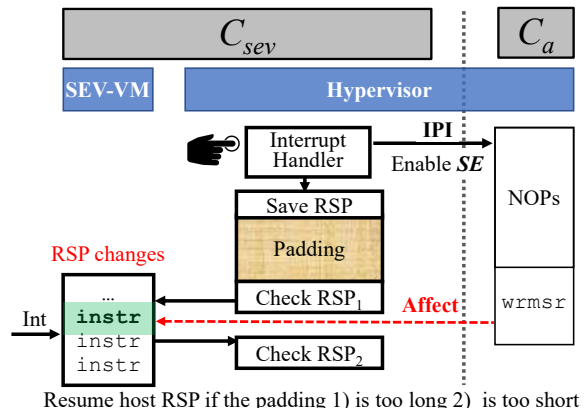 C_sev
C_a
SEV-VM
Hypervisor
Interrupt
Handler
IPI
Enable SE
NOPs
Save RSP
Padding
RSP changes
Check RSP₁
Affect
wrmsr
...
Int
instr
instr
instr
Check RSP₂
Resume host RSP if the padding 1) is too long 2) is too short